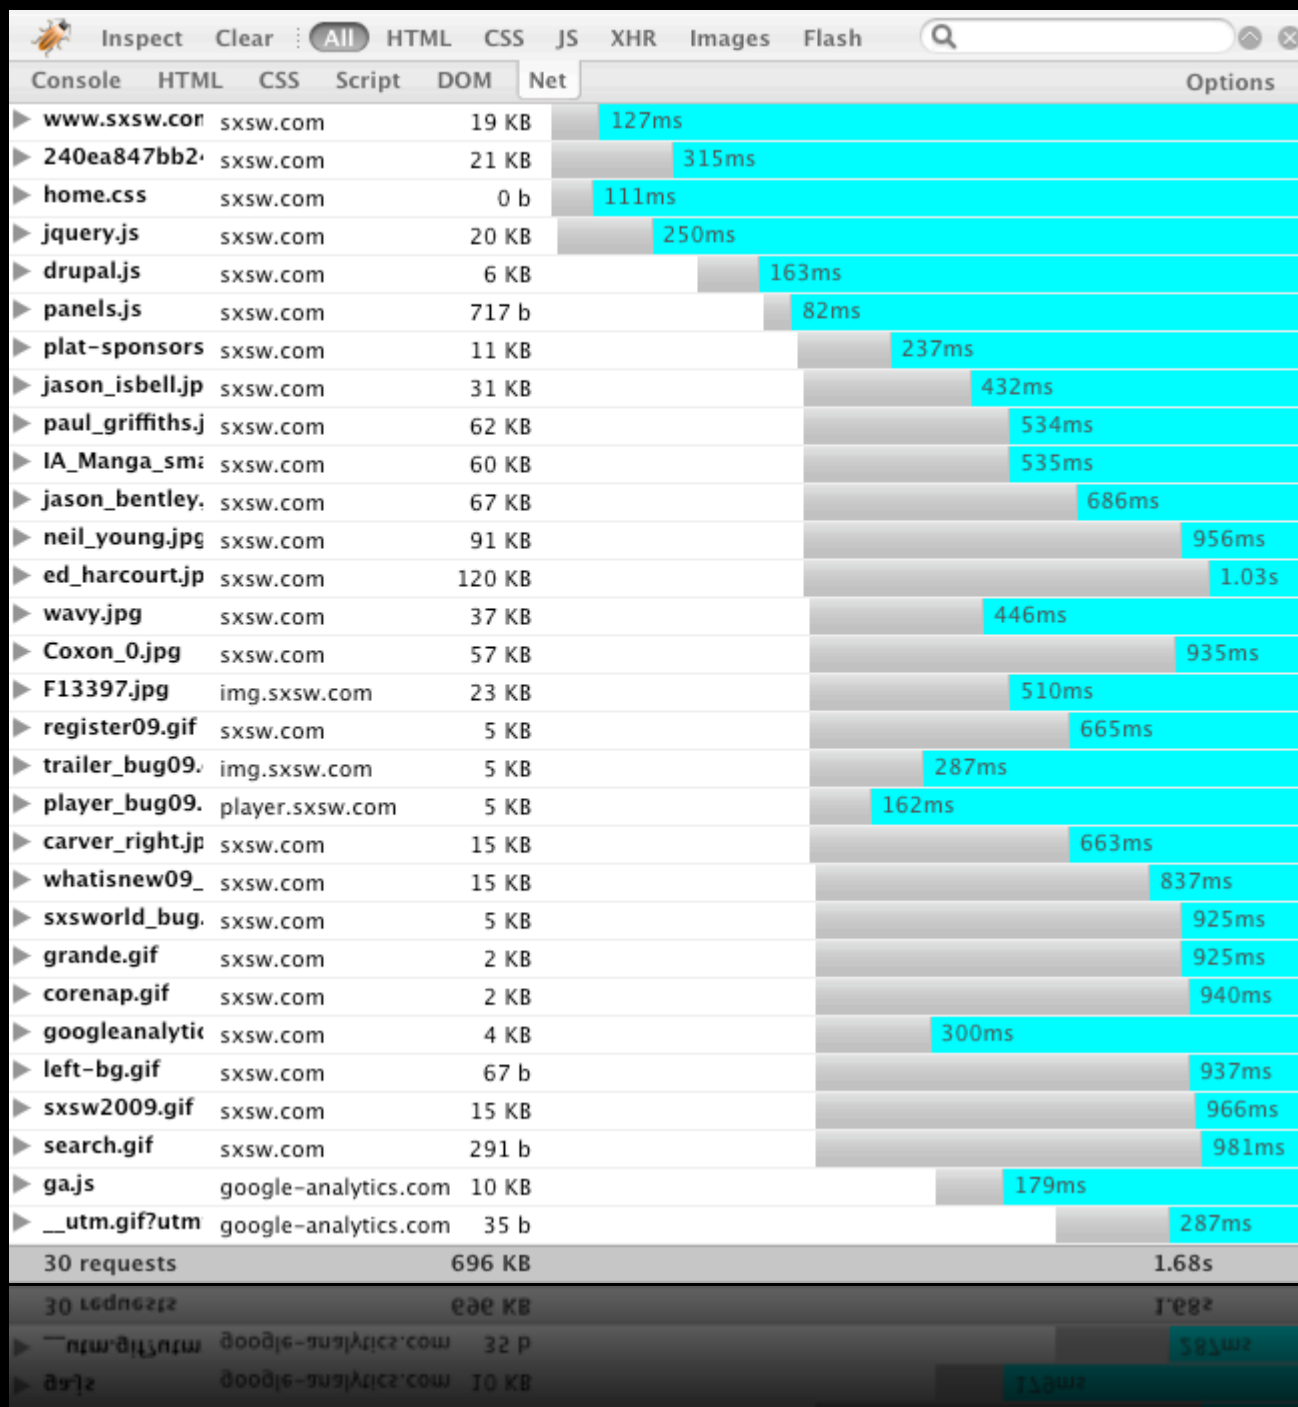 Inspect Clear All HTML CSS JS XHR Images Flash
Console HTML CSS Script DOM Net Options
www.sxsw.con sxsw.com 19 KB 127ms
240ea847bb2 sxsw.com 21 KB 315ms
home.css sxsw.com 0 b 111ms
jquery.js sxsw.com 20 KB 250ms
drupal.js sxsw.com 6 KB 163ms
panels.js sxsw.com 717 b 82ms
plat-sponsors sxsw.com 11 KB 237ms
jason_isbell.jp sxsw.com 31 KB 432ms
paul_griffiths.j sxsw.com 62 KB 534ms
IA_Manga_sma sxsw.com 60 KB 535ms
jason_bentley. sxsw.com 67 KB 686ms
neil_young.jpg sxsw.com 91 KB 956ms
ed_harcourt.jp sxsw.com 120 KB 1.03s
wavy.jpg sxsw.com 37 KB 446ms
Coxon_0.jpg sxsw.com 57 KB 935ms
F13397.jpg img.sxsw.com 23 KB 510ms
register09.gif sxsw.com 5 KB 665ms
trailer_bug09. img.sxsw.com 5 KB 287ms
player_bug09. player.sxsw.com 5 KB 162ms
carver_right.jp sxsw.com 15 KB 663ms
whatisnew09_ sxsw.com 15 KB 837ms
sxsworld_bug. sxsw.com 5 KB 925ms
grande.gif sxsw.com 2 KB 925ms
corenap.gif sxsw.com 2 KB 940ms
googleanalytic sxsw.com 4 KB 300ms
left-bg.gif sxsw.com 67 b 937ms
sxsw2009.gif sxsw.com 15 KB 966ms
search.gif sxsw.com 291 b 981ms
ga.js google-analytics.com 10 KB 179ms
__utm.gif?utm google-analytics.com 35 b 287ms
30 requests 696 KB 1.68s